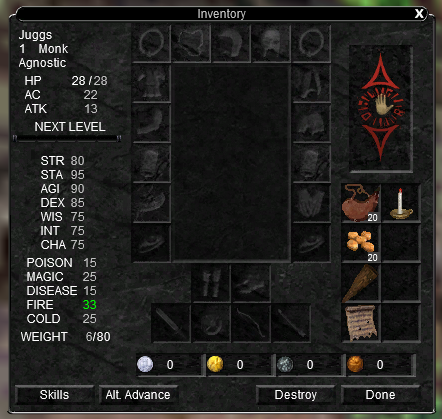 Inventory X
Juggs
1 Monk
Agnostic
HP 28 / 28
AC 22
ATK 13
NEXT LEVEL
STR 80
STA 95
AGI 90
DEX 85
WIS 75
INT 75
CHA 75
POISON 15
MAGIC 25
DISEASE 15
FIRE 33
COLD 25
WEIGHT 6/80
20
20
0 0 0 0
Skills Alt. Advance Destroy Done